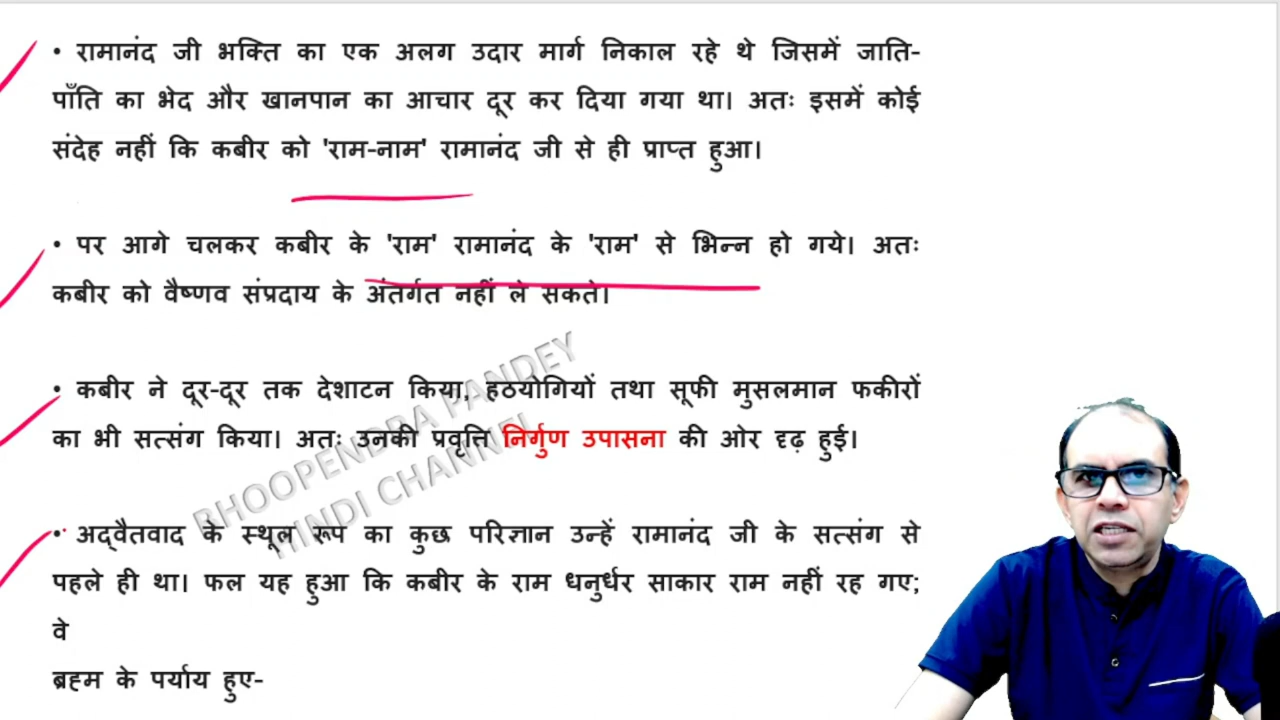 • रामानंद जी भक्ति का एक अलग उदार मार्ग निकाल रहे थे जिसमें जाति-
पाँति का भेद और खानपान का आचार दूर कर दिया गया था। अतः इसमें कोई
संदेह नहीं कि कबीर को 'राम-नाम' रामानंद जी से ही प्राप्त हुआ।
• पर आगे चलकर कबीर के 'राम' रामानंद के 'राम' से भिन्न हो गये। अतः
कबीर को वैष्णव संप्रदाय के अंतर्गत नहीं ले सकते।
• कबीर ने दूर-दूर तक देशाटन किया, हठयोगियों तथा सूफी मुसलमान फकीरों
का भी सत्संग किया। अतः उनकी प्रवृत्ति निर्गुण उपासना की ओर दृढ़ हुई।
• अद्वैतवाद के स्थूल रूप का कुछ परिज्ञान उन्हें रामानंद जी के सत्संग से
पहले ही था। फल यह हुआ कि कबीर के राम धनुर्धर साकार राम नहीं रह गए;
वे
ब्रह्म के पर्याय हुए-
BHOOPENDRA PANDEY
HINDI CHANNEL